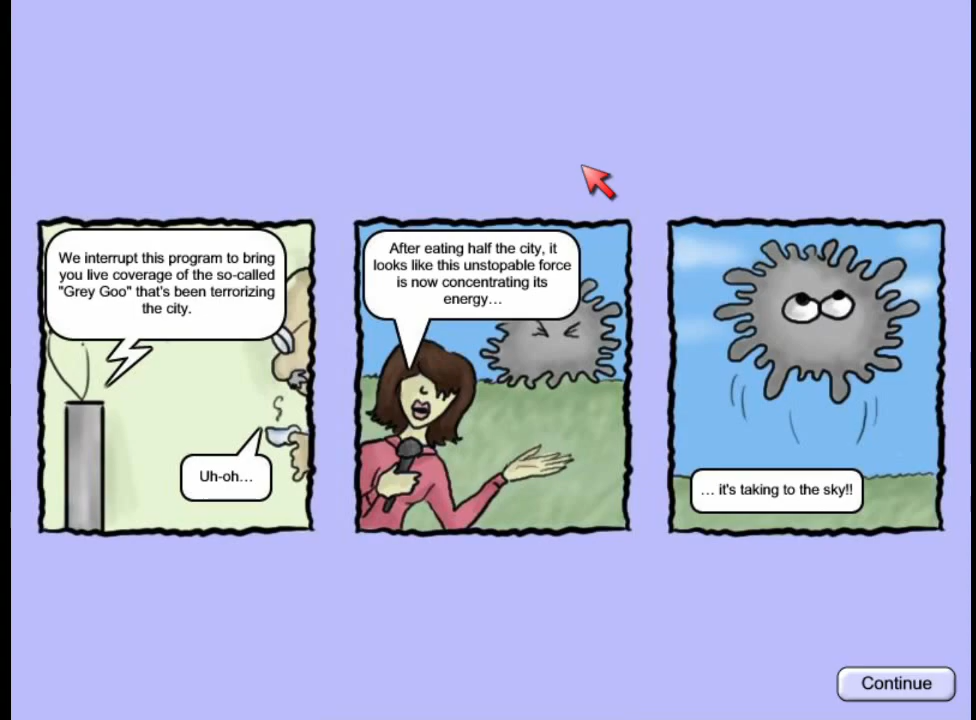 We interrupt this program to bring
you live coverage of the so-called
"Grey Goo" that's been terrorizing
the city.
Uh-oh...
After eating half the city, it
looks like this unstopable force
is now concentrating its
energy...
... it's taking to the sky!!
Continue